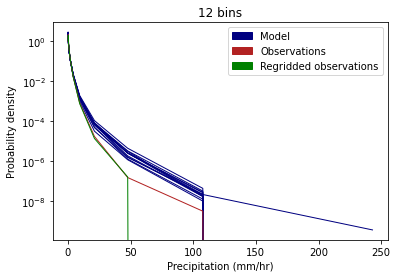 12 bins
Model
Observations
Regridded observations
Probability density
10⁰
10⁻²
10⁻⁴
10⁻⁶
10⁻⁸
0
50
100
150
200
250
Precipitation (mm/hr)